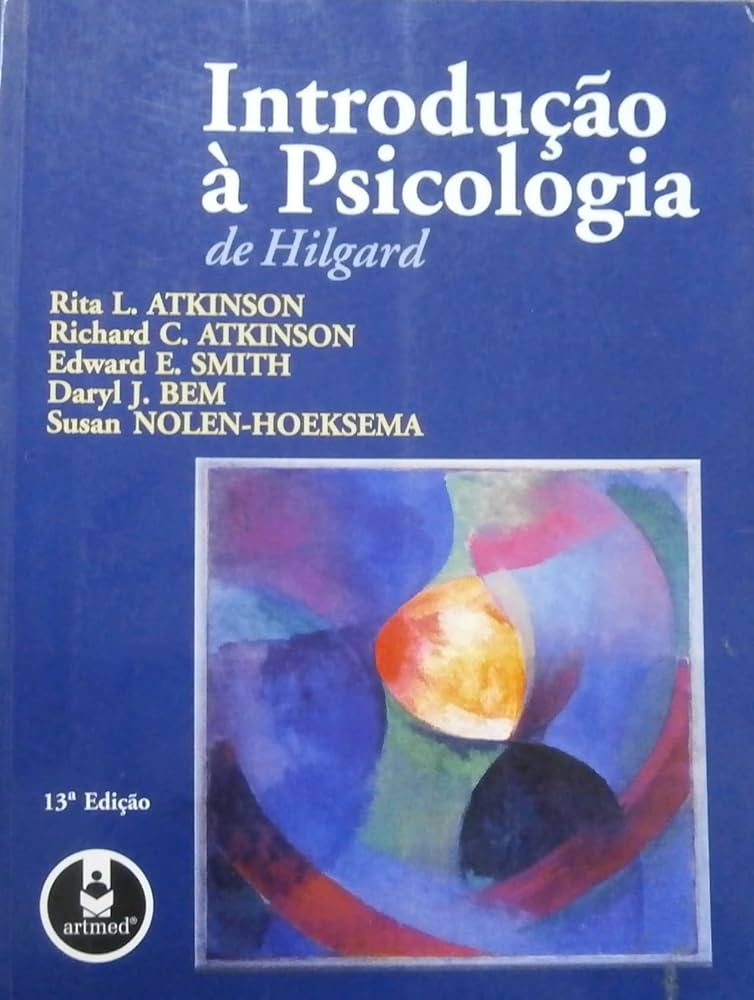 Introdução
à Psicologia
de Hilgard
Rita L. ATKINSON
Richard C. ATKINSON
Edward E. SMITH
Daryl J. BEM
Susan NOLEN-HOEKSEMA
13ª Edição
artmed®